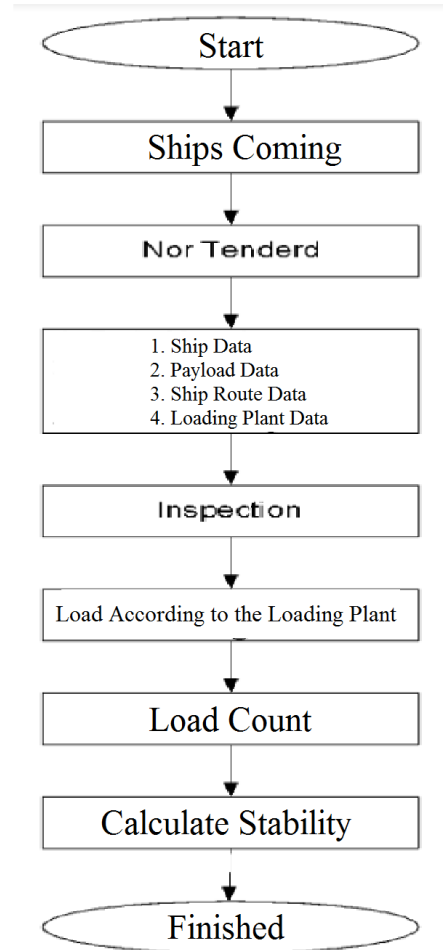 Start
Ships Coming
Nor Tenderd
1. Ship Data
2. Payload Data
3. Ship Route Data
4. Loading Plant Data
Inspection
Load According to the Loading Plant
Load Count
Calculate Stability
Finished